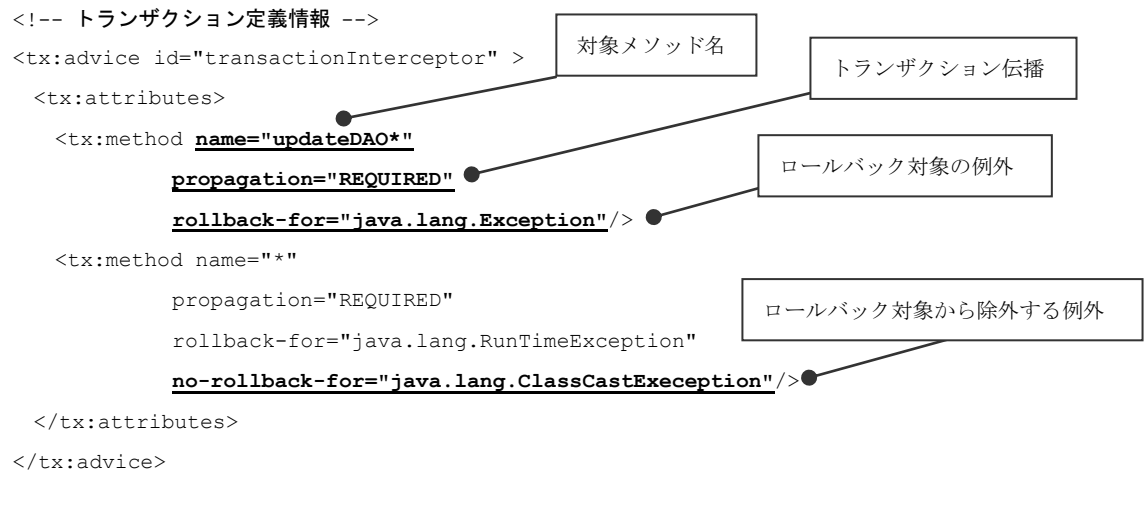 <!-- トランザクション定義情報 -->
対象メソッド名
<tx:advice id="transactionInterceptor" >
トランザクション伝播
<tx:attributes>
<tx:method name="updateDAO*"
propagation="REQUIRED"
ロールバック対象の例外
rollback-for="java.lang.Exception"/>
<tx:method name="*"
propagation="REQUIRED"
ロールバック対象から除外する例外
rollback-for="java.lang.RunTimeException"
no-rollback-for="java.lang.ClassCastExeception"/>
</tx:attributes>
</tx:advice>